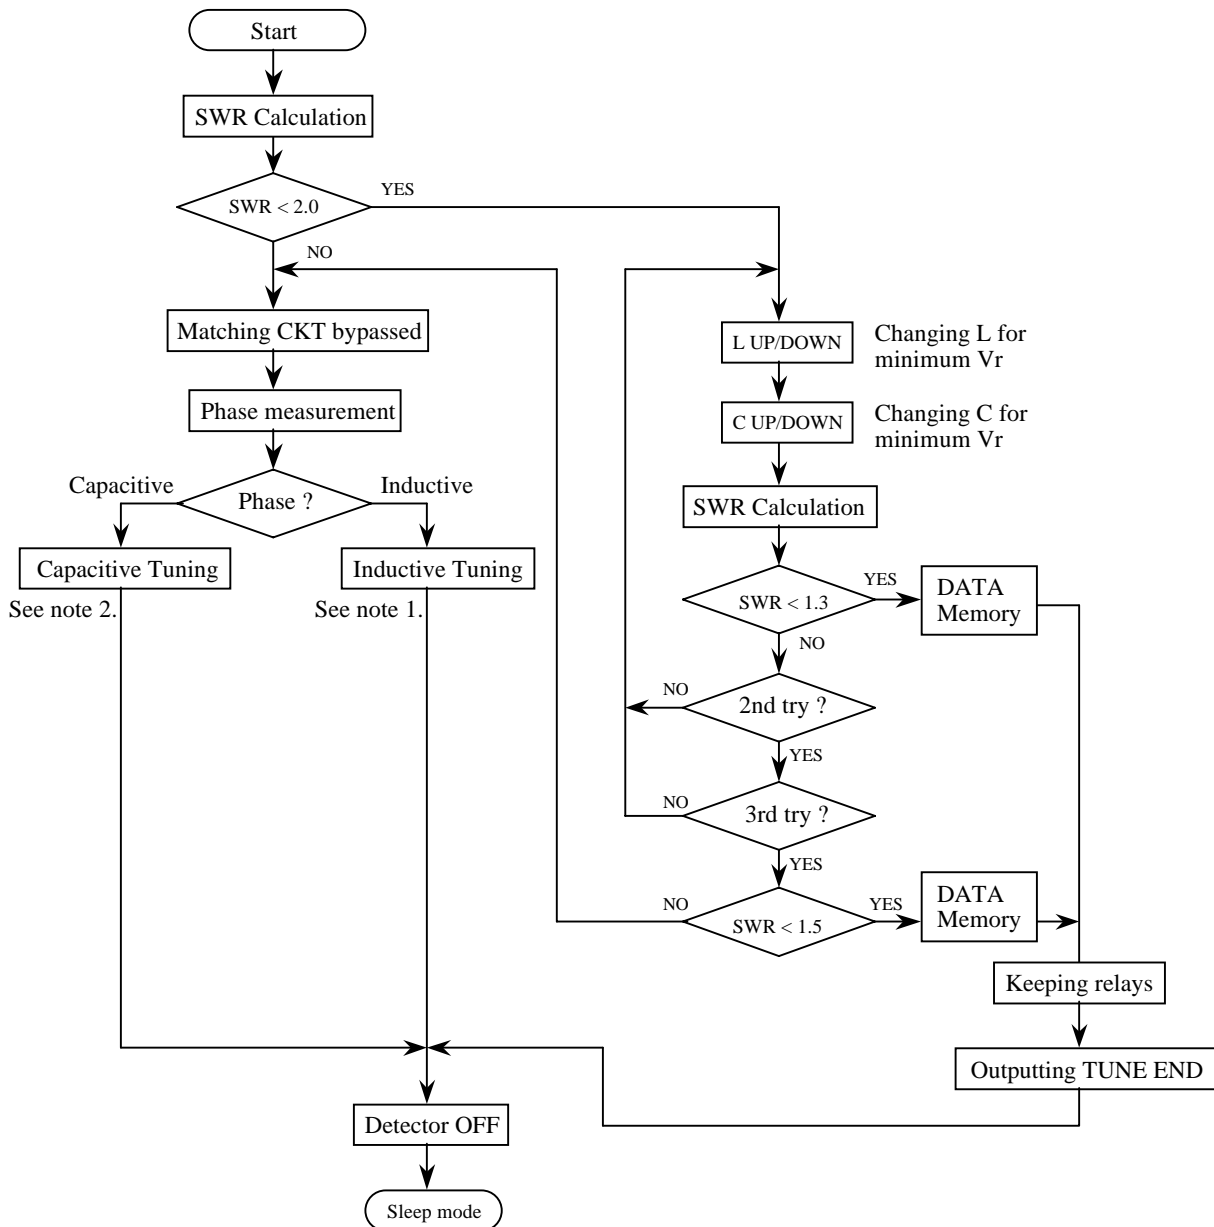 Start
SWR Calculation
SWR < 2.0
YES
NO
Matching CKT bypassed
Phase measurement
Capacitive
Phase ?
Inductive
Capacitive Tuning
See note 2.
Inductive Tuning
See note 1.
L UP/DOWN
Changing L for
minimum Vr
C UP/DOWN
Changing C for
minimum Vr
SWR Calculation
SWR < 1.3
YES
DATA
Memory
NO
NO
2nd try ?
YES
NO
3rd try ?
YES
NO
SWR < 1.5
YES
DATA
Memory
Keeping relays
Outputting TUNE END
Detector OFF
Sleep mode